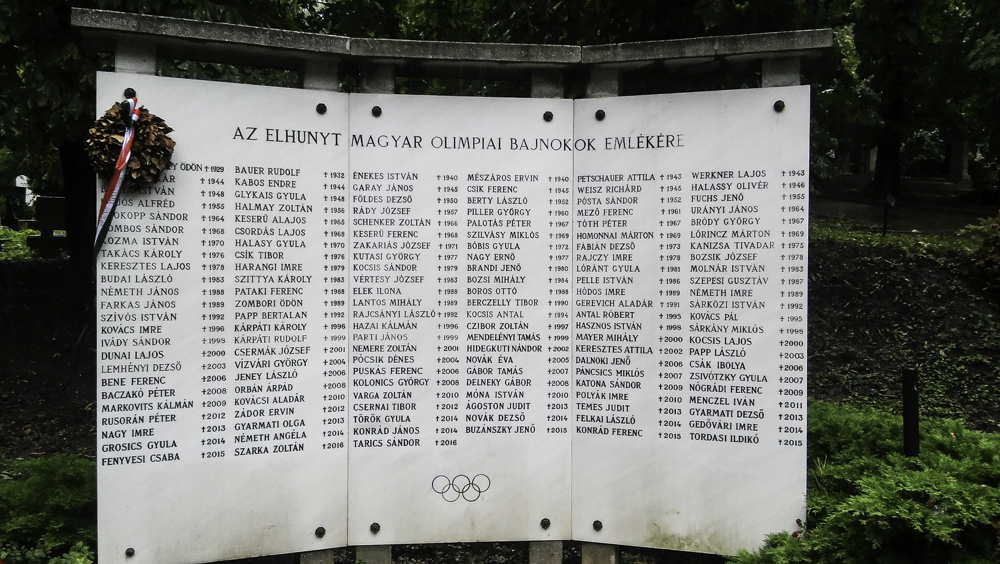 AZ ELHUNYT MAGYAR OLIMPIAI BAJNOKOK EMLÉKÉRE
ÖDÖN †1929
†1944
ISTVÁN †1948
ALFRÉD †1955
SÁNDOR †1964
SÁNDOR †1968
KOZMA ISTVÁN †1970
TAKÁCS KÁROLY †1976
KERESZTES LAJOS †1978
BUDAI LÁSZLÓ †1983
NÉMETH JÁNOS †1988
FARKAS JÁNOS †1989
SZÍVÓS ISTVÁN †1992
KOVÁCS IMRE †1996
IVÁDY SÁNDOR †1998
DUNAI LAJOS †2000
LEMHÉNYI DEZSŐ †2003
BENE FERENC †2006
BACZAKÓ PÉTER †2008
MARKOVITS KÁLMÁN †2009
RUSORÁN PÉTER †2012
NAGY IMRE †2013
GROSICS GYULA †2014
FENYVESI CSABA †2015
BAUER RUDOLF †1932
KABOS ENDRE †1944
GLYKAIS GYULA †1948
HALMAY ZOLTÁN †1956
KESERŰ ALAJOS †1965
CSORDÁS LAJOS †1968
HALASY GYULA †1970
CSÍK TIBOR †1976
HARANGI IMRE †1979
SZITTYA KÁROLY †1983
PATAKI FERENC †1988
ZOMBORI ÖDÖN †1989
PAPP BERTALAN †1992
KÁRPÁTI KÁROLY †1996
KÁRPÁTI RUDOLF †1999
CSERMÁK JÓZSEF †2001
VÍZVÁRI GYÖRGY †2004
JENEY LÁSZLÓ †2006
ORBÁN ÁRPÁD †2008
KOVÁCSI ALADÁR †2010
ZÁDOR ERVIN †2012
GYARMATI OLGA †2013
NÉMETH ANGÉLA †2014
SZARKA ZOLTÁN †2016
ÉNEKES ISTVÁN †1940
GARAY JÁNOS †1945
FÖLDES DEZSŐ †1950
RÁDY JÓZSEF †1957
SCHENKER ZOLTÁN †1966
KESERŰ FERENC †1968
ZAKARIÁS JÓZSEF †1971
KUTASI GYÖRGY †1977
KOCSIS SÁNDOR †1979
VÉRTESY JÓZSEF †1983
ELEK ILONA †1988
LANTOS MIHÁLY †1989
RAJCSÁNYI LÁSZLÓ †1992
HAZAI KÁLMÁN †1996
PARTI JÁNOS †1999
NEMERE ZOLTÁN †2001
PÓCSIK DÉNES †2004
PUSKÁS FERENC †2006
KOLONICS GYÖRGY †2008
VARGA ZOLTÁN †2010
CSERNAI TIBOR †2012
TÖRÖK GYULA †2014
KONRÁD JÁNOS †2014
TARICS SÁNDOR †2016
MÉSZÁROS ERVIN †1940
CSIK FERENC †1945
BERTY LÁSZLÓ †1952
PILLER GYÖRGY †1960
PALOTÁS PÉTER †1967
SZILVÁSY MIKLÓS †1969
BÓBIS GYULA †1972
NAGY ERNŐ †1977
BRANDI JENŐ †1980
BOZSI MIHÁLY †1984
BOROS OTTÓ †1988
BERCZELLY TIBOR †1990
KOCSIS ANTAL †1994
CZIBOR ZOLTÁN †1997
MENDELÉNYI TAMÁS †1999
HIDEGKUTI NÁNDOR †2002
NOVÁK ÉVA †2005
GÁBOR TAMÁS †2007
DELNEKY GÁBOR †2008
MÓNA ISTVÁN †2010
ÁGOSTON JUDIT †2013
NOVÁK DEZSŐ †2014
BUZÁNSZKY JENŐ †2015
PETSCHAUER ATTILA †1943
WEISZ RICHÁRD †1945
PÓSTA SÁNDOR †1952
MEZŐ FERENC †1961
TÓTH PÉTER †1967
HOMONNAI MÁRTON †1969
FÁBIÁN DEZSŐ †1973
RAJCZY IMRE †1978
LÓRÁNT GYULA †1981
PELLE ISTVÁN †1986
HÓDOS IMRE †1989
GEREVICH ALADÁR †1991
ANTAL RÓBERT †1995
HASZNOS ISTVÁN †1998
MAYER MIHÁLY †2000
KERESZTES ATTILA †2002
DALNOKI JENŐ †2006
PÁNCSICS MIKLÓS †2007
KATONA SÁNDOR †2009
POLYÁK IMRE †2010
TEMES JUDIT †2013
FELKAI LÁSZLÓ †2014
KONRÁD FERENC †2015
WERKNER LAJOS †1943
HALASSY OLIVÉR †1946
FUCHS JENŐ †1955
URÁNYI JÁNOS †1964
BRÓDY GYÖRGY †1967
LŐRINCZ MÁRTON †1969
KANIZSA TIVADAR †1975
BOZSIK JÓZSEF †1978
MOLNÁR ISTVÁN †1983
SZEPESI GUSZTÁV †1987
NÉMETH IMRE †1989
SÁRKÖZI ISTVÁN †1992
KOVÁCS PÁL †1995
SÁRKÁNY MIKLÓS †1998
KOCSIS LAJOS †2000
PAPP LÁSZLÓ †2003
CSÁK IBOLYA †2006
ZSIVÓTZKY GYULA †2007
NÓGRÁDI FERENC †2009
MENCZEL IVÁN †2011
GYARMATI DEZSŐ †2013
GEDŐVÁRI IMRE †2014
TORDASI ILDIKÓ †2015